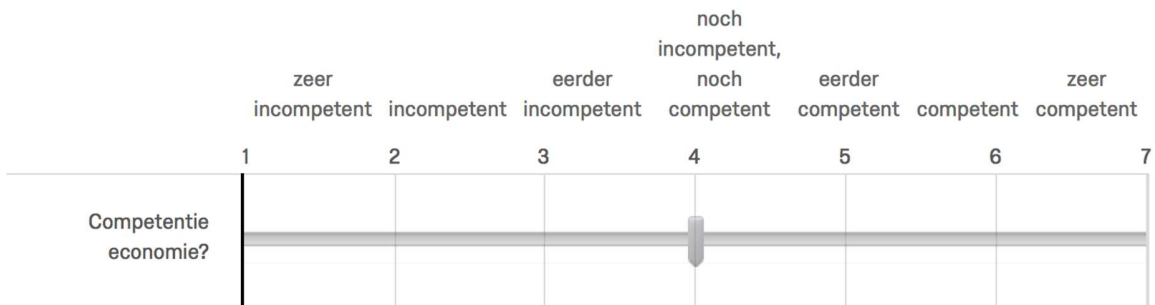 noch
incompetent,
zeer eerder noch eerder zeer
incompetent incompetent incompetent competent competent competent competent
1 2 3 4 5 6 7
Competentie
economie?